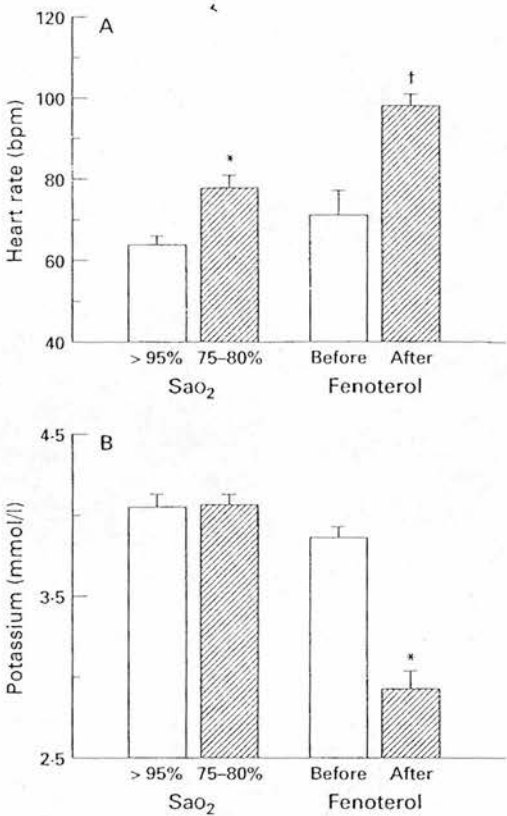 A
Heart rate (bpm)
120
100
80
60
40
*
†
> 95% 75–80% Before After
Sao₂ Fenoterol
B
Potassium (mmol/l)
4·5
3·5
2·5
*
> 95% 75–80% Before After
Sao₂ Fenoterol